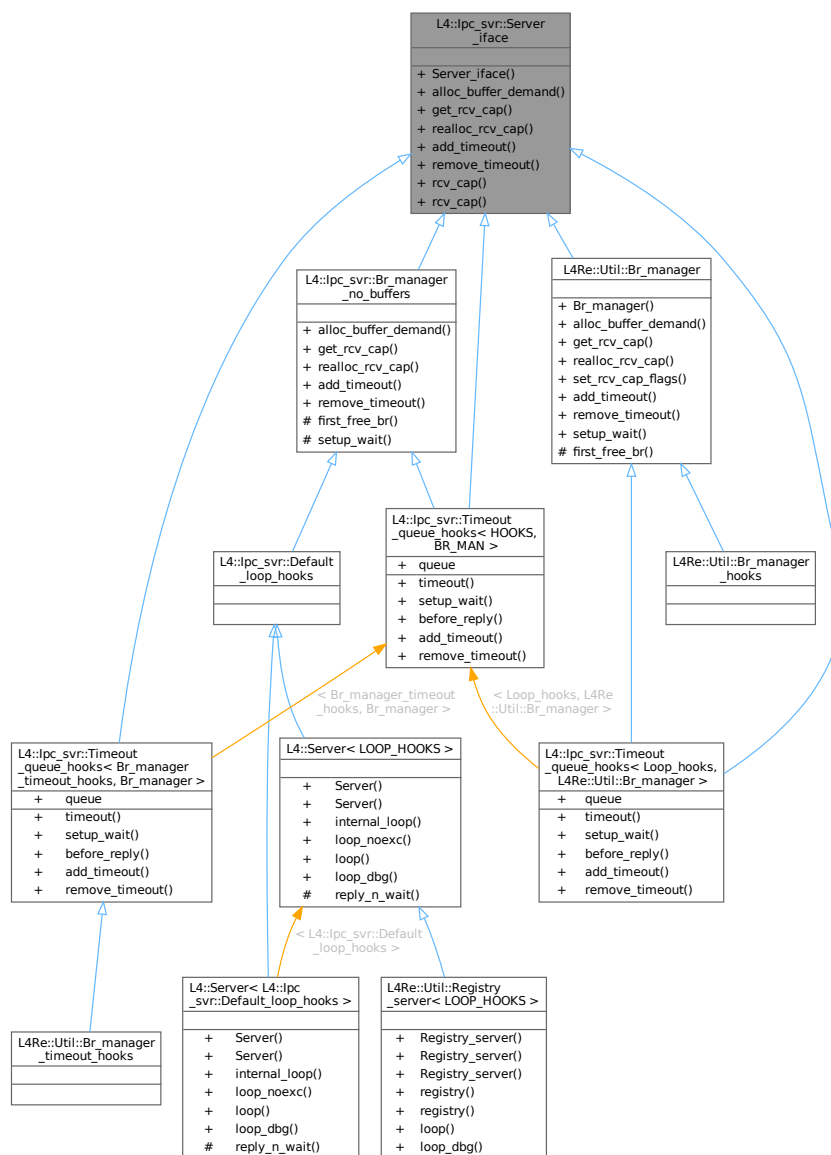 L4::Ipc_svr::Server
_iface
+ Server_iface()
+ alloc_buffer_demand()
+ get_rcv_cap()
+ realloc_rcv_cap()
+ add_timeout()
+ remove_timeout()
+ rcv_cap()
+ rcv_cap()
L4::Ipc_svr::Br_manager
_no_buffers
+ alloc_buffer_demand()
+ get_rcv_cap()
+ realloc_rcv_cap()
+ add_timeout()
+ remove_timeout()
# first_free_br()
# setup_wait()
L4Re::Util::Br_manager
+ Br_manager()
+ alloc_buffer_demand()
+ get_rcv_cap()
+ realloc_rcv_cap()
+ set_rcv_cap_flags()
+ add_timeout()
+ remove_timeout()
+ setup_wait()
# first_free_br()
L4::Ipc_svr::Default
_loop_hooks
L4::Ipc_svr::Timeout
_queue_hooks< HOOKS,
BR_MAN >
+ queue
+ timeout()
+ setup_wait()
+ before_reply()
+ add_timeout()
+ remove_timeout()
L4Re::Util::Br_manager
_hooks
< Br_manager_timeout
_hooks, Br_manager >
< Loop_hooks, L4Re
::Util::Br_manager >
L4::Ipc_svr::Timeout
_queue_hooks< Br_manager
_timeout_hooks, Br_manager >
+ queue
+ timeout()
+ setup_wait()
+ before_reply()
+ add_timeout()
+ remove_timeout()
L4::Server< LOOP_HOOKS >
+ Server()
+ Server()
+ internal_loop()
+ loop_noexc()
+ loop()
+ loop_dbg()
# reply_n_wait()
L4::Ipc_svr::Timeout
_queue_hooks< Loop_hooks,
L4Re::Util::Br_manager >
+ queue
+ timeout()
+ setup_wait()
+ before_reply()
+ add_timeout()
+ remove_timeout()
< L4::Ipc_svr::Default
_loop_hooks >
L4Re::Util::Br_manager
_timeout_hooks
L4::Server< L4::Ipc
_svr::Default_loop_hooks >
+ Server()
+ Server()
+ internal_loop()
+ loop_noexc()
+ loop()
+ loop_dbg()
# reply_n_wait()
L4Re::Util::Registry
_server< LOOP_HOOKS >
+ Registry_server()
+ Registry_server()
+ Registry_server()
+ registry()
+ registry()
+ loop()
+ loop_dbg()